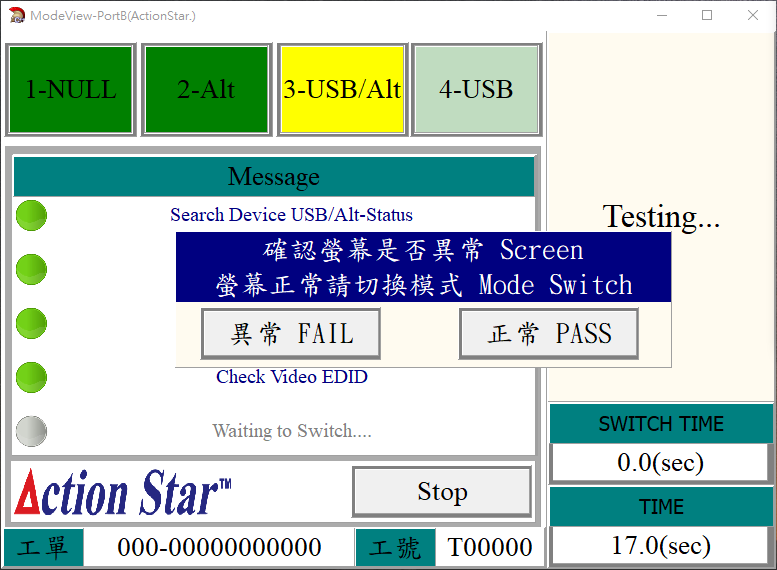 ModeView-PortB(ActionStar.)
1-NULL
2-Alt
3-USB/Alt
4-USB
Message
Search Device USB/Alt-Status
Testing...
確認螢幕是否異常 Screen
螢幕正常請切換模式 Mode Switch
異常 FAIL
正常 PASS
Check Video EDID
Waiting to Switch....
SWITCH TIME
0.0(sec)
Action Star™
Stop
TIME
17.0(sec)
工單
000-00000000000
工號
T00000